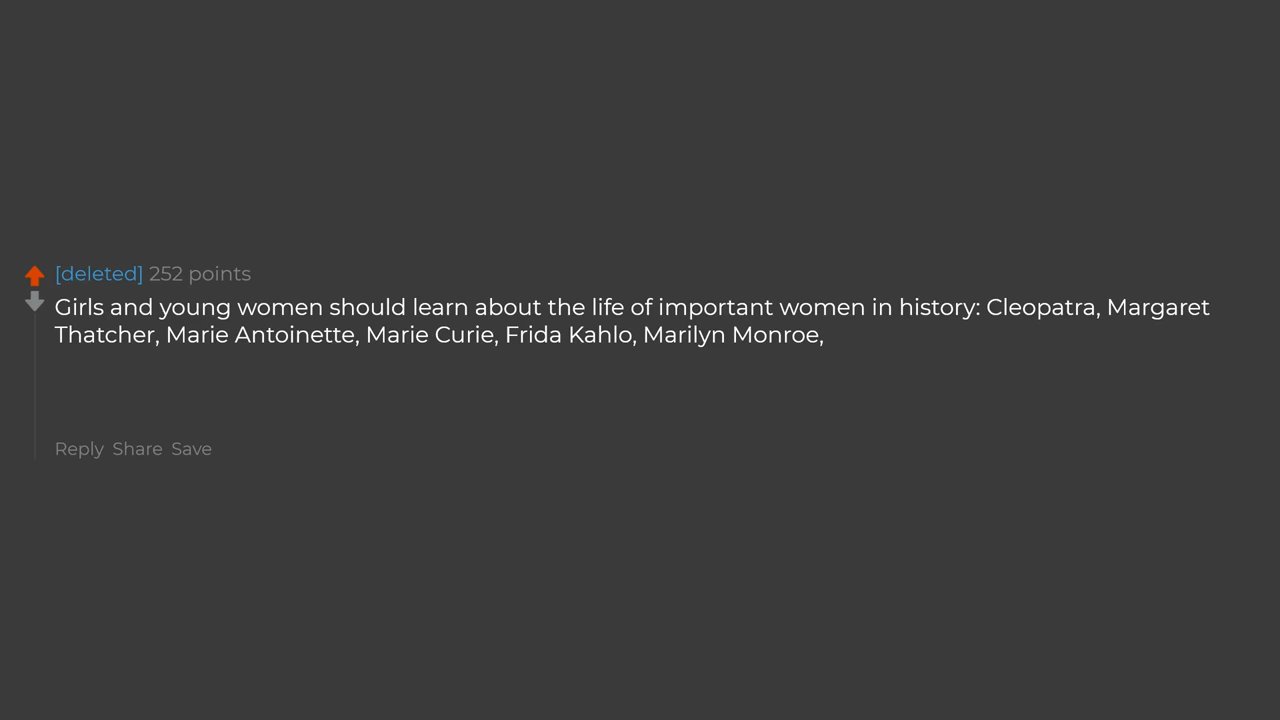 [deleted] 252 points
Girls and young women should learn about the life of important women in history: Cleopatra, Margaret
Thatcher, Marie Antoinette, Marie Curie, Frida Kahlo, Marilyn Monroe,
Reply Share Save